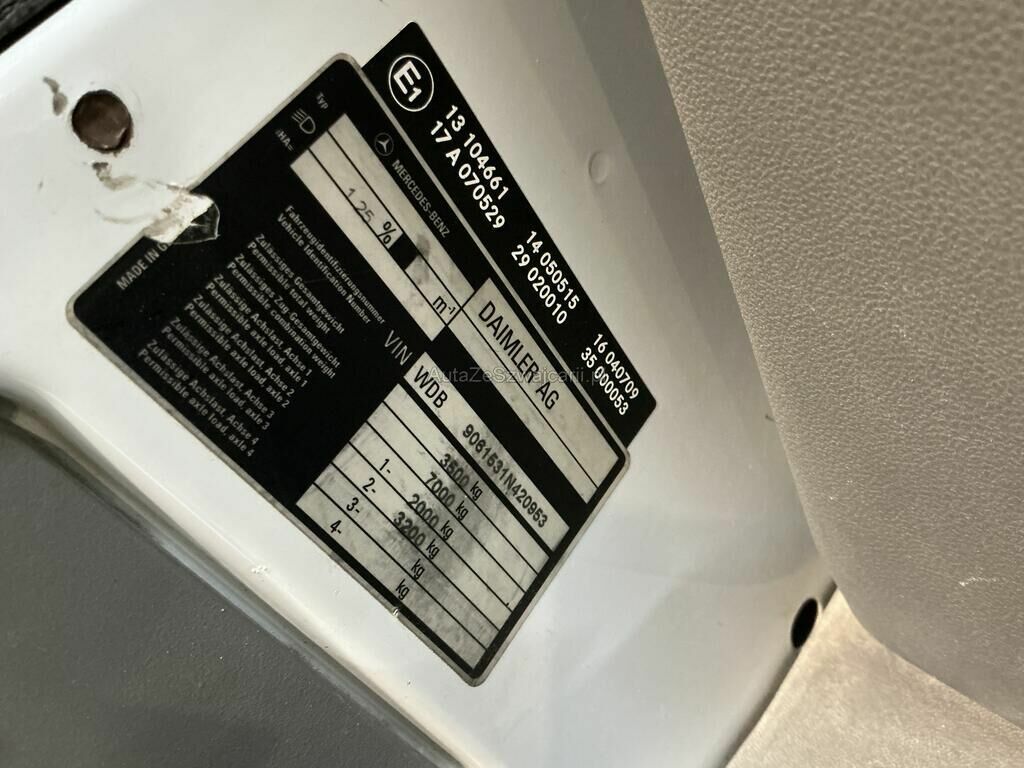 E1
13 104661 14 050515 16 040709
17 A 070529 29 020010 35 000053
MERCEDES-BENZ DAIMLER AG
Typ
1.25 % m⁻¹
Fahrzeugidentifizierungsnummer
Vehicle Identification Number
VIN WDB 9061531N420953
Zulässiges Gesamtgewicht
Permissible Total weight
3500 kg
Zulässiges Zug Gesamtgewicht
Permissible combination weight
7000 kg
Zulässige Achslast, Achse 1
Permissible axle load, axle 1
1- 2000 kg
Zulässige Achslast, Achse 2
Permissible axle load, axle 2
2- 3200 kg
Zulässige Achslast, Achse 3
Permissible axle load, axle 3
3- kg
Zulässige Achslast, Achse 4
Permissible axle load, axle 4
4- kg
MADE IN
AutaZeSzwajcarii.p